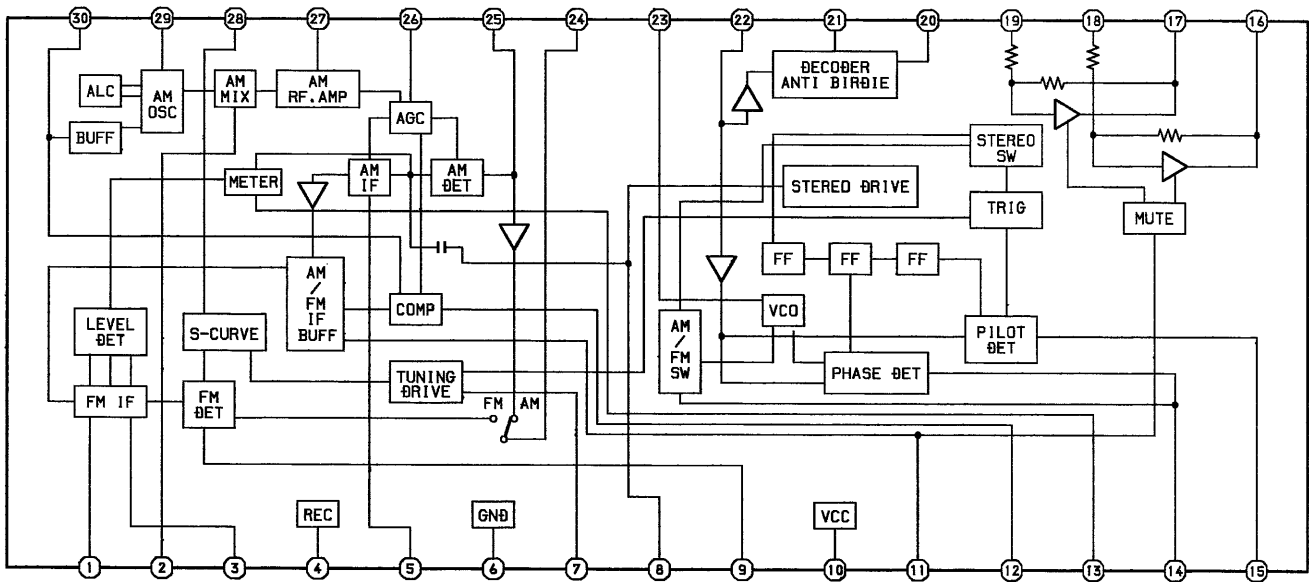 30 29 28 27 26 25 24 23 22 21 20 19 18 17 16
ALC
AM
OSC
AM
MIX
AM
RF.AMP
BUFF
AGC
DECODER
ANTI BIRDIE
METER
AM
IF
AM
DET
STEREO DRIVE
STEREO
SW
TRIG
MUTE
AM
/
FM
IF
BUFF
COMP
FF
FF
FF
LEVEL
DET
S-CURVE
VCO
AM
/
FM
SW
PILOT
DET
PHASE DET
FM IF
FM
DET
TUNING
DRIVE
FM AM
REC
GND
VCC
1 2 3 4 5 6 7 8 9 10 11 12 13 14 15